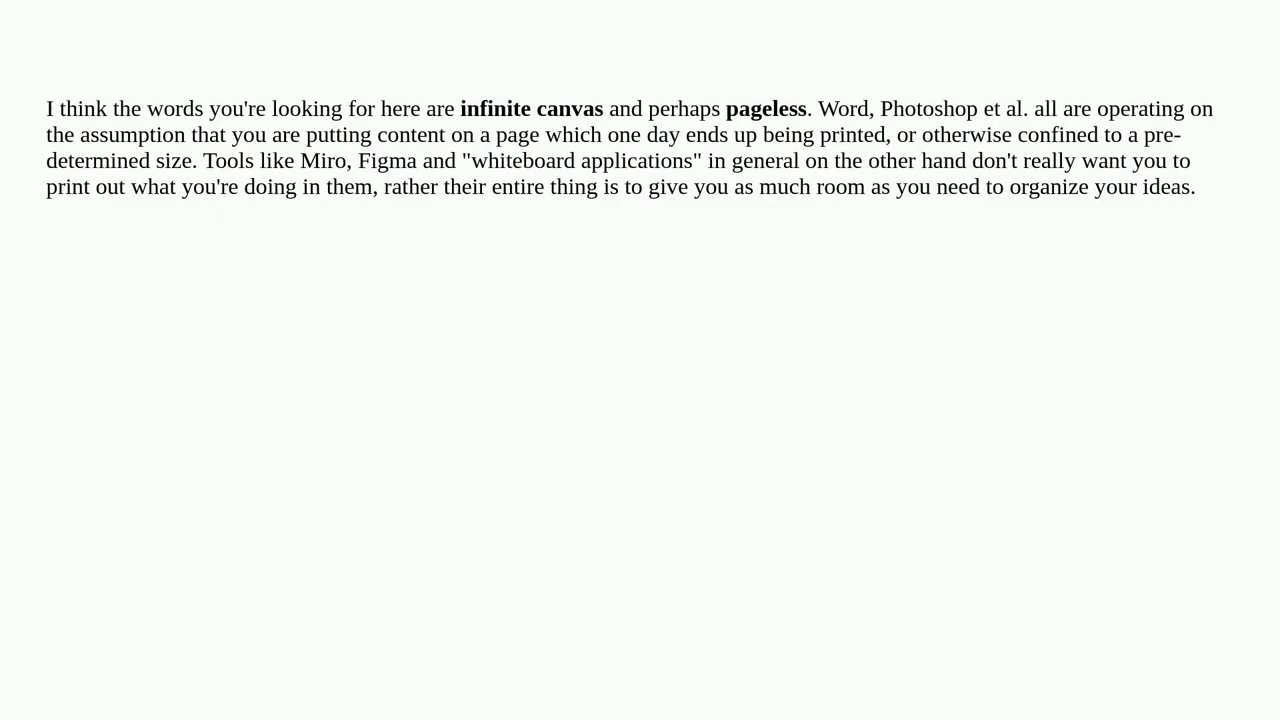 I think the words you're looking for here are infinite canvas and perhaps pageless. Word, Photoshop et al. all are operating on
the assumption that you are putting content on a page which one day ends up being printed, or otherwise confined to a pre-
determined size. Tools like Miro, Figma and "whiteboard applications" in general on the other hand don't really want you to
print out what you're doing in them, rather their entire thing is to give you as much room as you need to organize your ideas.